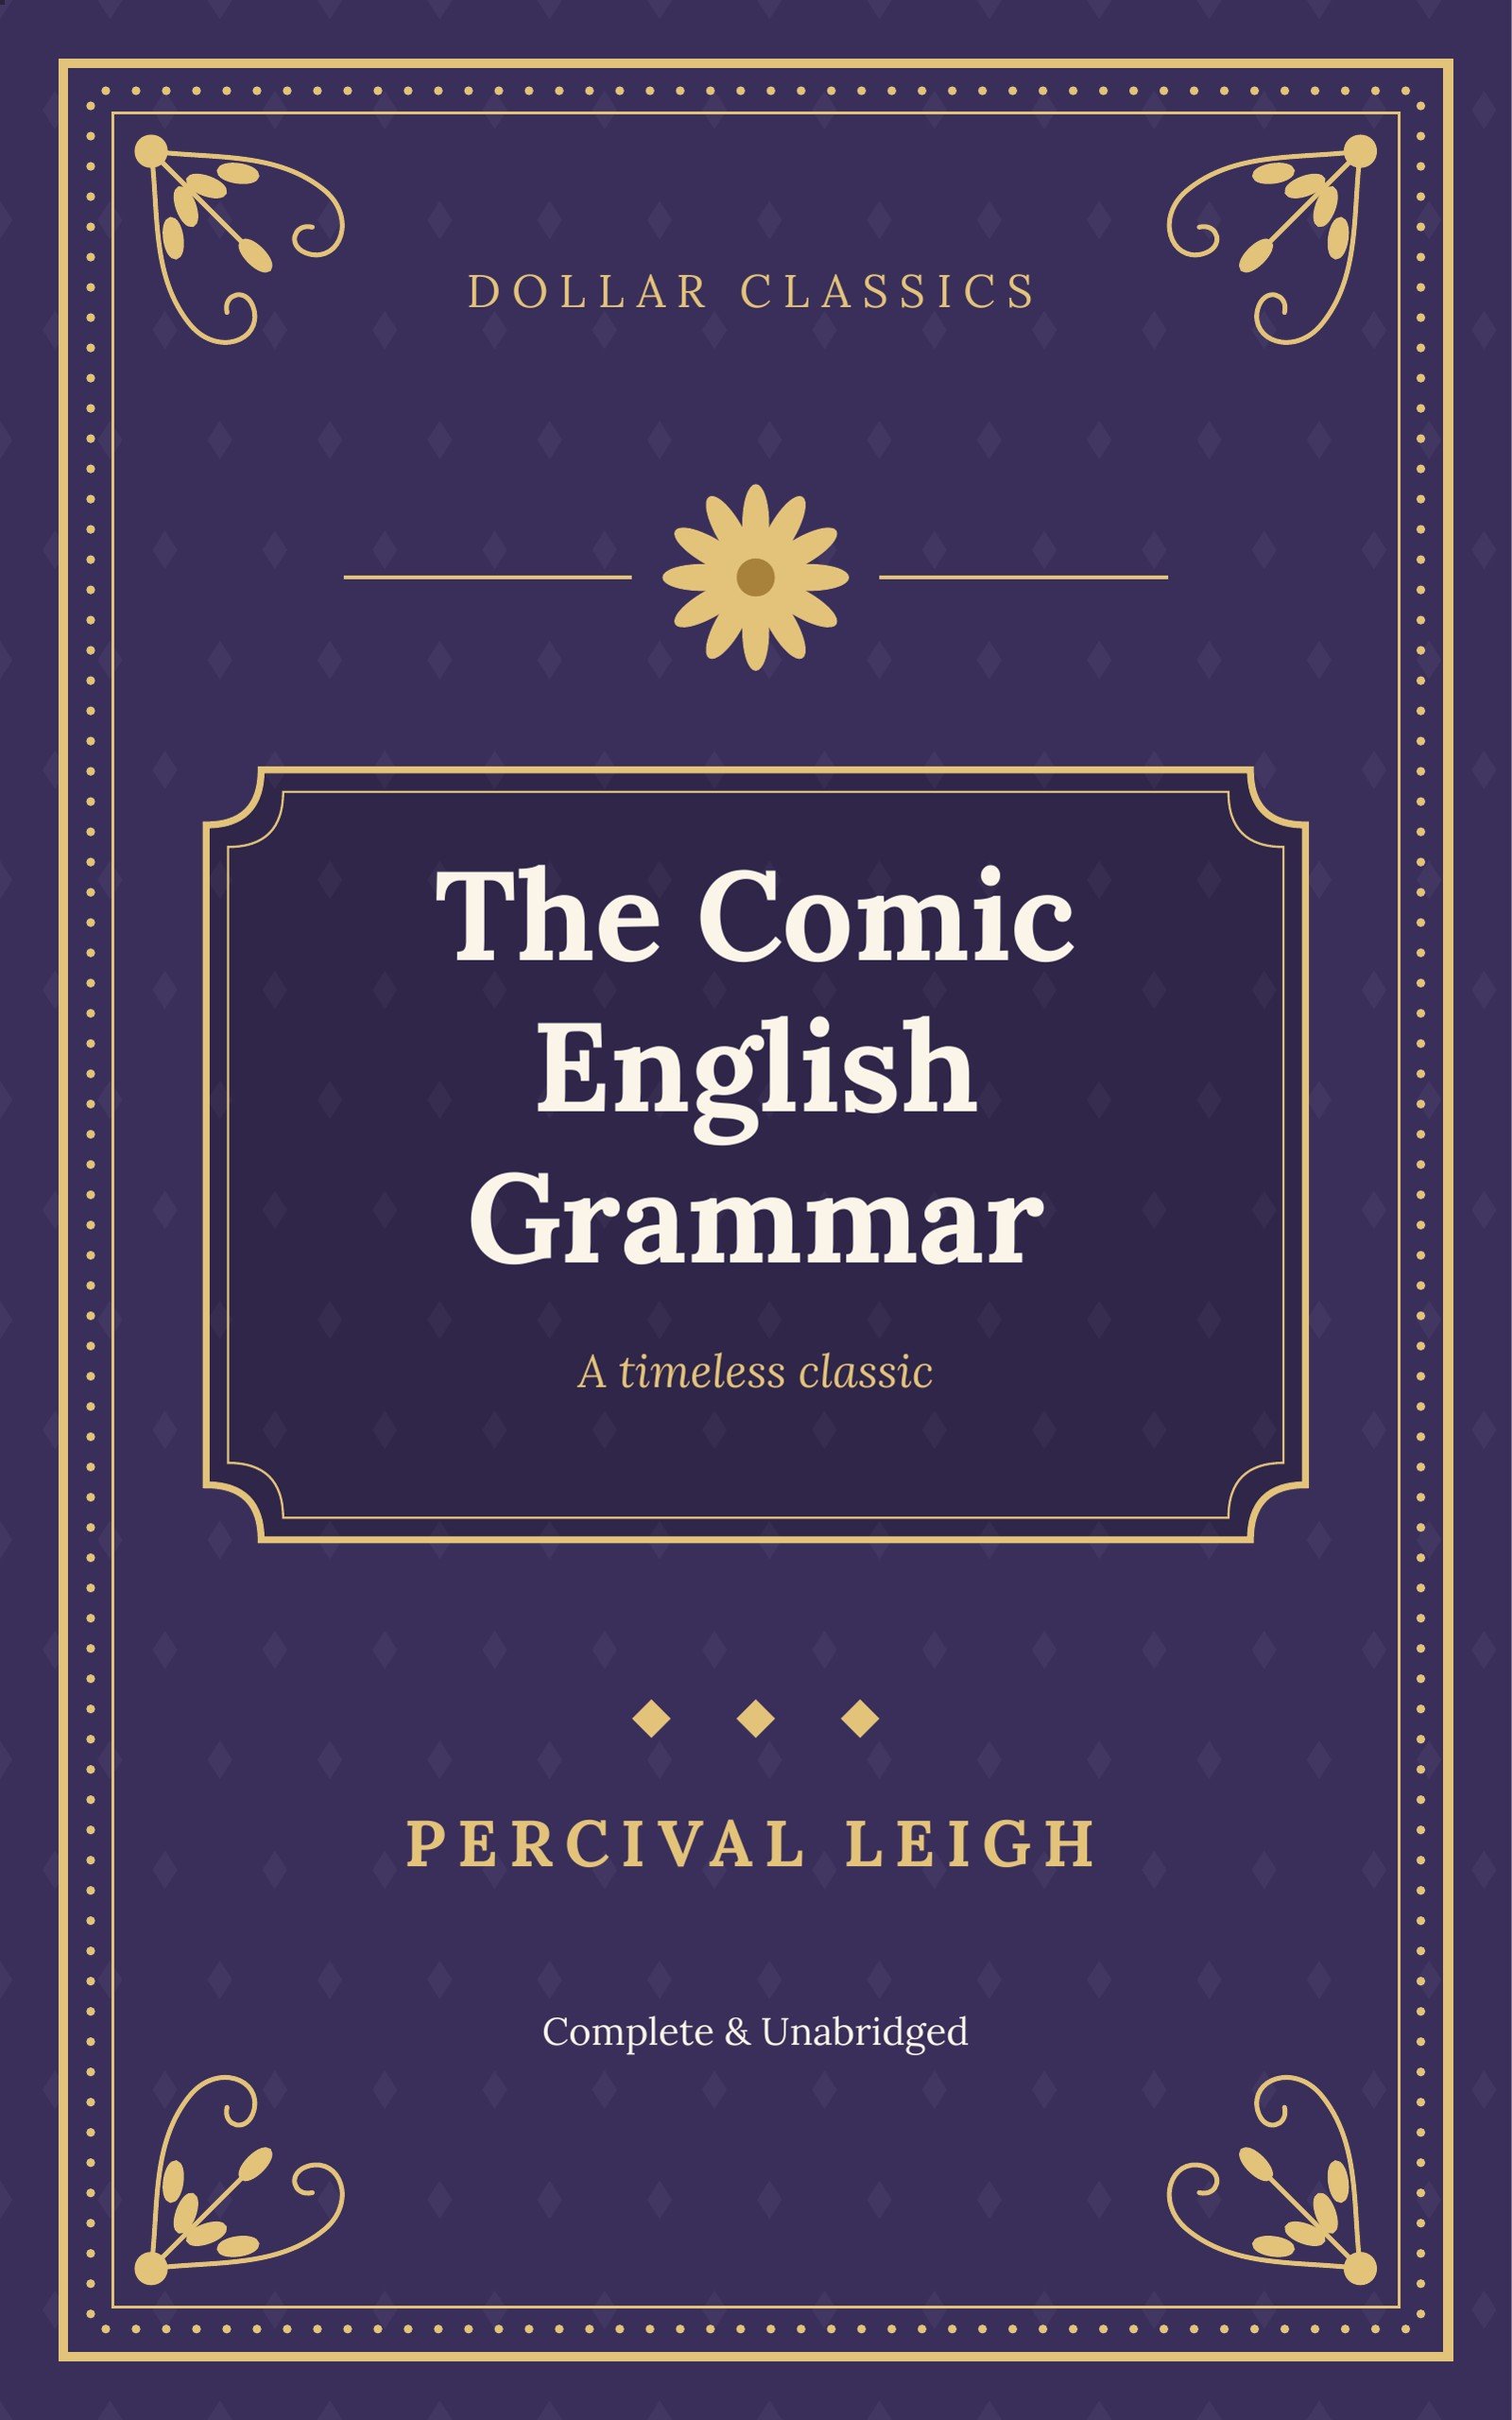 DOLLAR CLASSICS
The Comic
English
Grammar
A timeless classic
PERCIVAL LEIGH
Complete & Unabridged